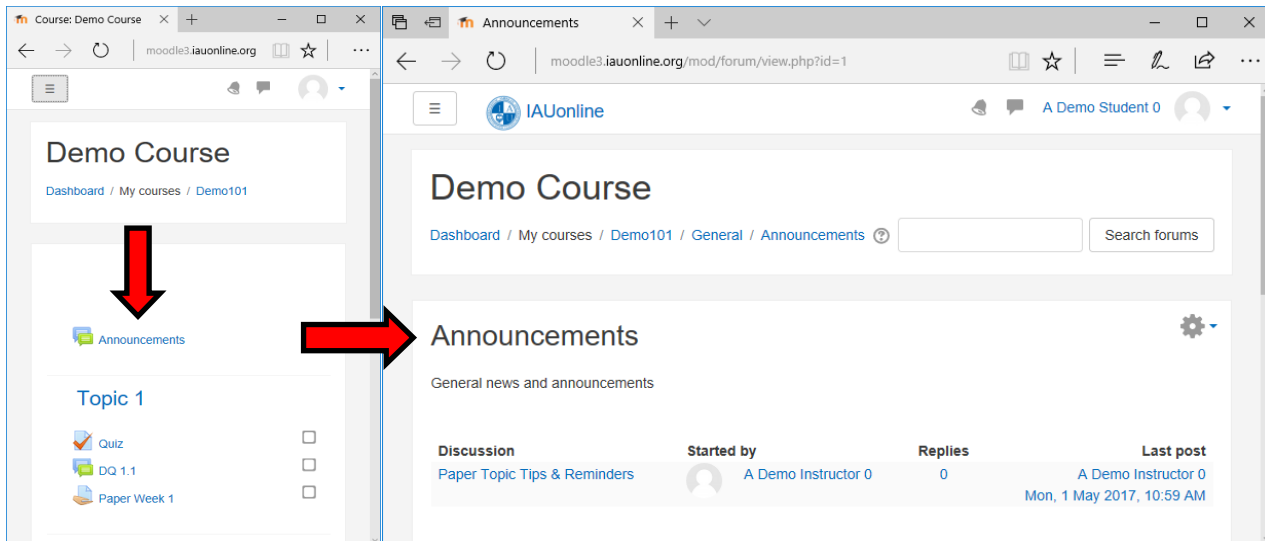 Course: Demo Course
moodle3.iauonline.org
Demo Course
Dashboard / My courses / Demo101
Announcements
Topic 1
Quiz
DQ 1.1
Paper Week 1
Announcements
moodle3.iauonline.org/mod/forum/view.php?id=1
IAUonline
A Demo Student 0
Demo Course
Dashboard / My courses / Demo101 / General / Announcements
Search forums
Announcements
General news and announcements
Discussion Started by Replies Last post
Paper Topic Tips & Reminders A Demo Instructor 0 0 A Demo Instructor 0
Mon, 1 May 2017, 10:59 AM